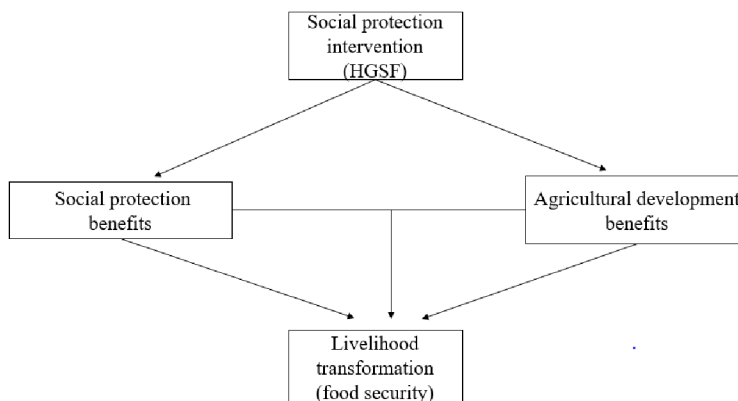 Social protection
intervention
(HGSF)
Social protection
benefits
Agricultural development
benefits
Livelihood
transformation
(food security)